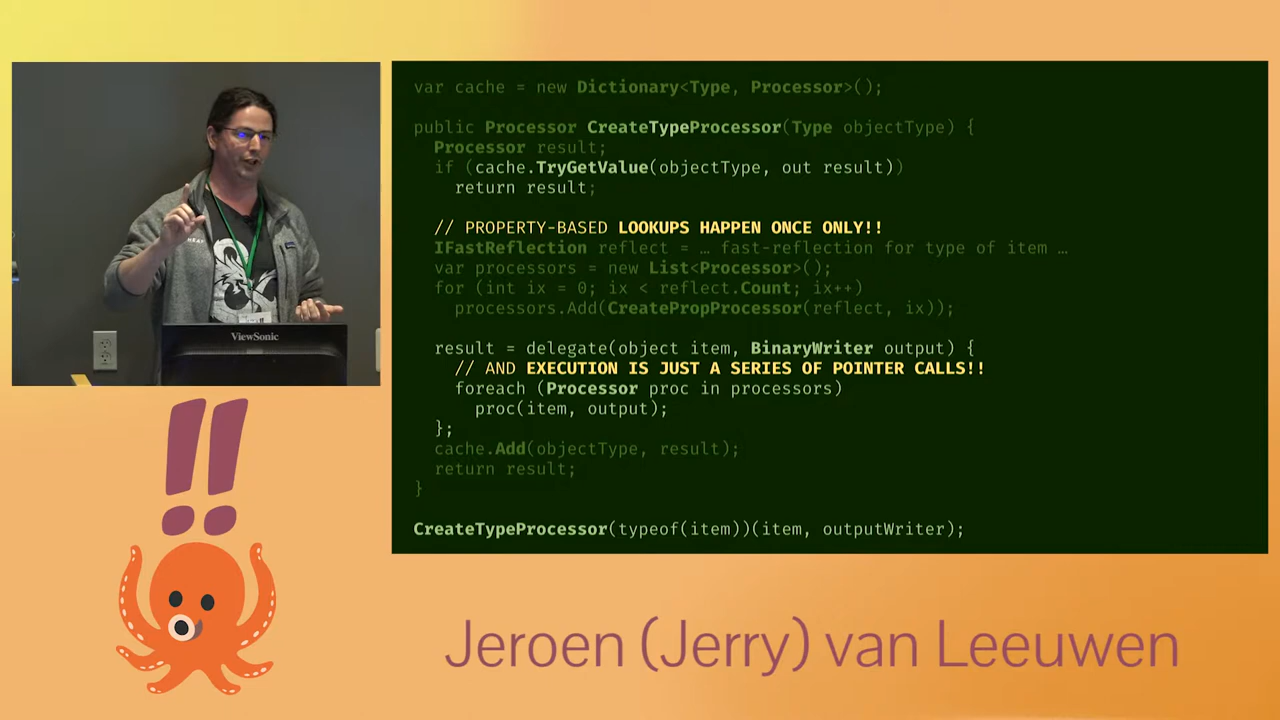 var cache = new Dictionary<Type, Processor>();
public Processor CreateTypeProcessor(Type objectType) {
Processor result;
if (cache.TryGetValue(objectType, out result))
return result;
// PROPERTY-BASED LOOKUPS HAPPEN ONCE ONLY!!
IFastReflection reflect = … fast-reflection for type of item …
var processors = new List<Processor>();
for (int ix = 0; ix < reflect.Count; ix++)
processors.Add(CreatePropProcessor(reflect, ix));
result = delegate(object item, BinaryWriter output) {
// AND EXECUTION IS JUST A SERIES OF POINTER CALLS!!
foreach (Processor proc in processors)
proc(item, output);
};
cache.Add(objectType, result);
return result;
}
CreateTypeProcessor(typeof(item))(item, outputWriter);
ViewSonic
!!
Jeroen (Jerry) van Leeuwen